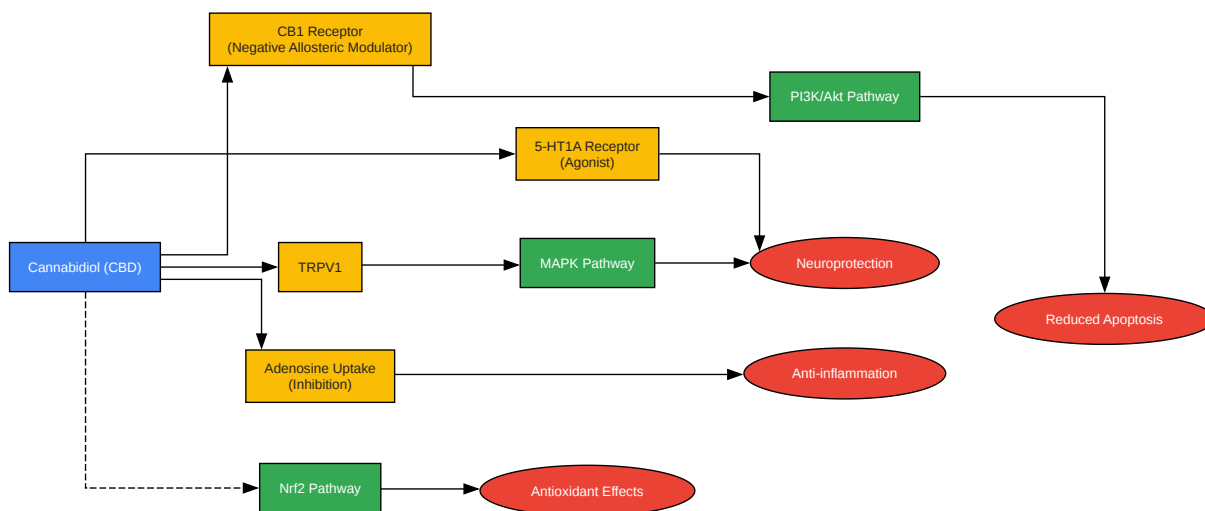 CB1 Receptor
(Negative Allosteric Modulator)
PI3K/Akt Pathway
5-HT1A Receptor
(Agonist)
Cannabidiol (CBD)
TRPV1
MAPK Pathway
Neuroprotection
Reduced Apoptosis
Adenosine Uptake
(Inhibition)
Anti-inflammation
Nrf2 Pathway
Antioxidant Effects